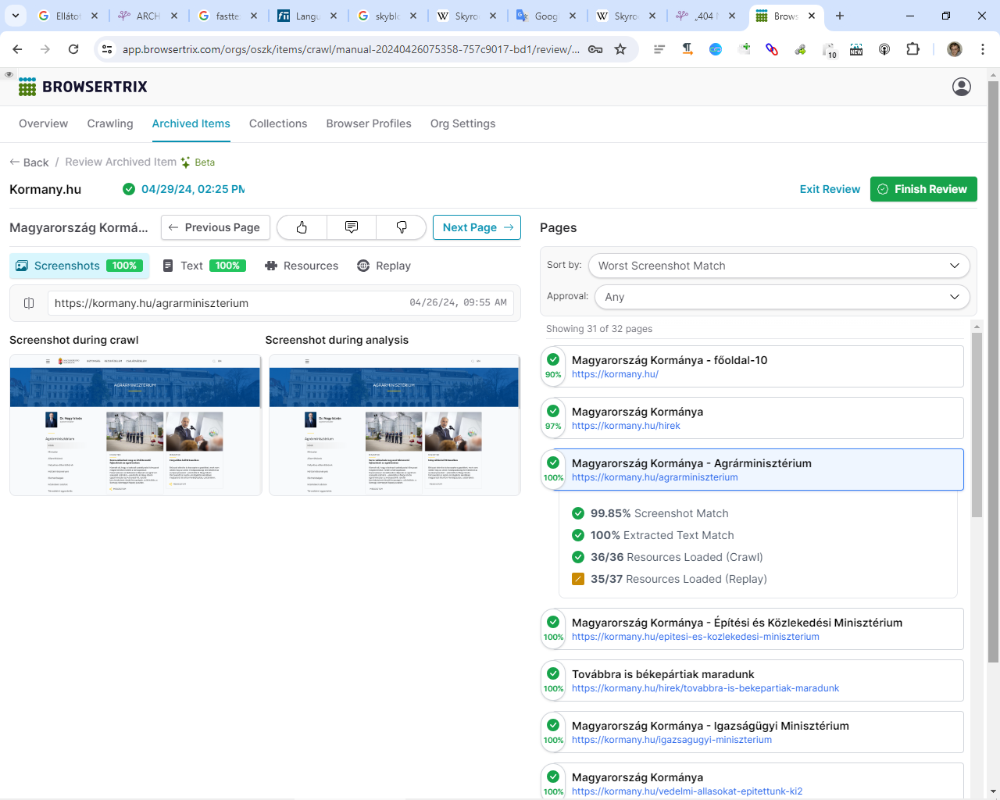 Ellátot
ARCH
fastte
Langu
skyblo
Skyro
Googl
Skyro
„404 N
Brows
app.browsertrix.com/orgs/oszk/items/crawl/manual-20240426075358-757c9017-bd1/review/...
10
NEW
BROWSERTRIX
Overview
Crawling
Archived Items
Collections
Browser Profiles
Org Settings
Back / Review Archived Item Beta
Kormany.hu
04/29/24, 02:25 PM
Exit Review
Finish Review
Magyarország Kormá...
Previous Page
Next Page
Screenshots 100%
Text 100%
Resources
Replay
https://kormany.hu/agrarminiszterium
04/26/24, 09:55 AM
Screenshot during crawl
Screenshot during analysis
AGRÁRMINISZTÉRIUM
Dr. Nagy István
Agrárminisztérium
AGRÁRMINISZTÉRIUM
Dr. Nagy István
Agrárminisztérium
Pages
Sort by: Worst Screenshot Match
Approval: Any
Showing 31 of 32 pages
Magyarország Kormánya - főoldal-10
90% https://kormany.hu/
Magyarország Kormánya
97% https://kormany.hu/hirek
Magyarország Kormánya - Agrárminisztérium
100% https://kormany.hu/agrarminiszterium
99.85% Screenshot Match
100% Extracted Text Match
36/36 Resources Loaded (Crawl)
35/37 Resources Loaded (Replay)
Magyarország Kormánya - Építési és Közlekedési Minisztérium
100% https://kormany.hu/epitesi-es-kozlekedesi-miniszterium
Továbbra is békepártiak maradunk
100% https://kormany.hu/hirek/tovabbra-is-bekepartiak-maradunk
Magyarország Kormánya - Igazságügyi Minisztérium
100% https://kormany.hu/igazsagugyi-miniszterium
Magyarország Kormánya
100% https://kormany.hu/vedelmi-allasokat-epitettunk-ki2